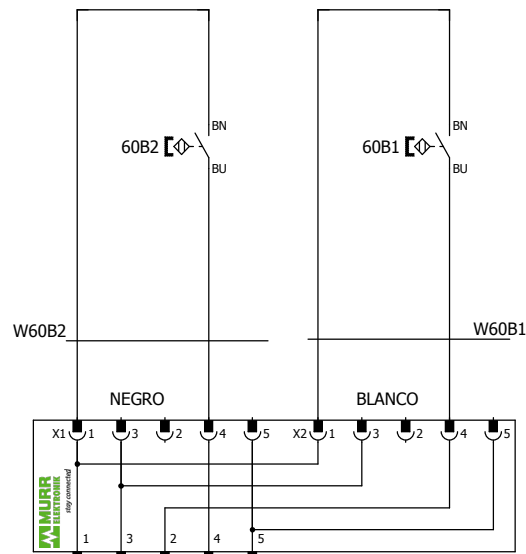 BN
BN
60B2
60B1
BU
BU
W60B2
W60B1
NEGRO
BLANCO
X1 1 3 2 4 5 X2 1 3 2 4 5
MURR
ELEKTRONIK
stay connected
1 3 2 4 5